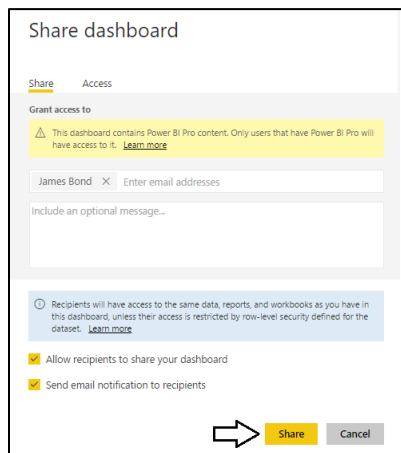 Share dashboard
Share Access
Grant access to
This dashboard contains Power BI Pro content. Only users that have Power BI Pro will
have access to it. Learn more
James Bond × Enter email addresses
Include an optional message...
Recipients will have access to the same data, reports, and workbooks as you have in
this dashboard, unless their access is restricted by row-level security defined for the
dataset. Learn more
Allow recipients to share your dashboard
Send email notification to recipients
Share Cancel